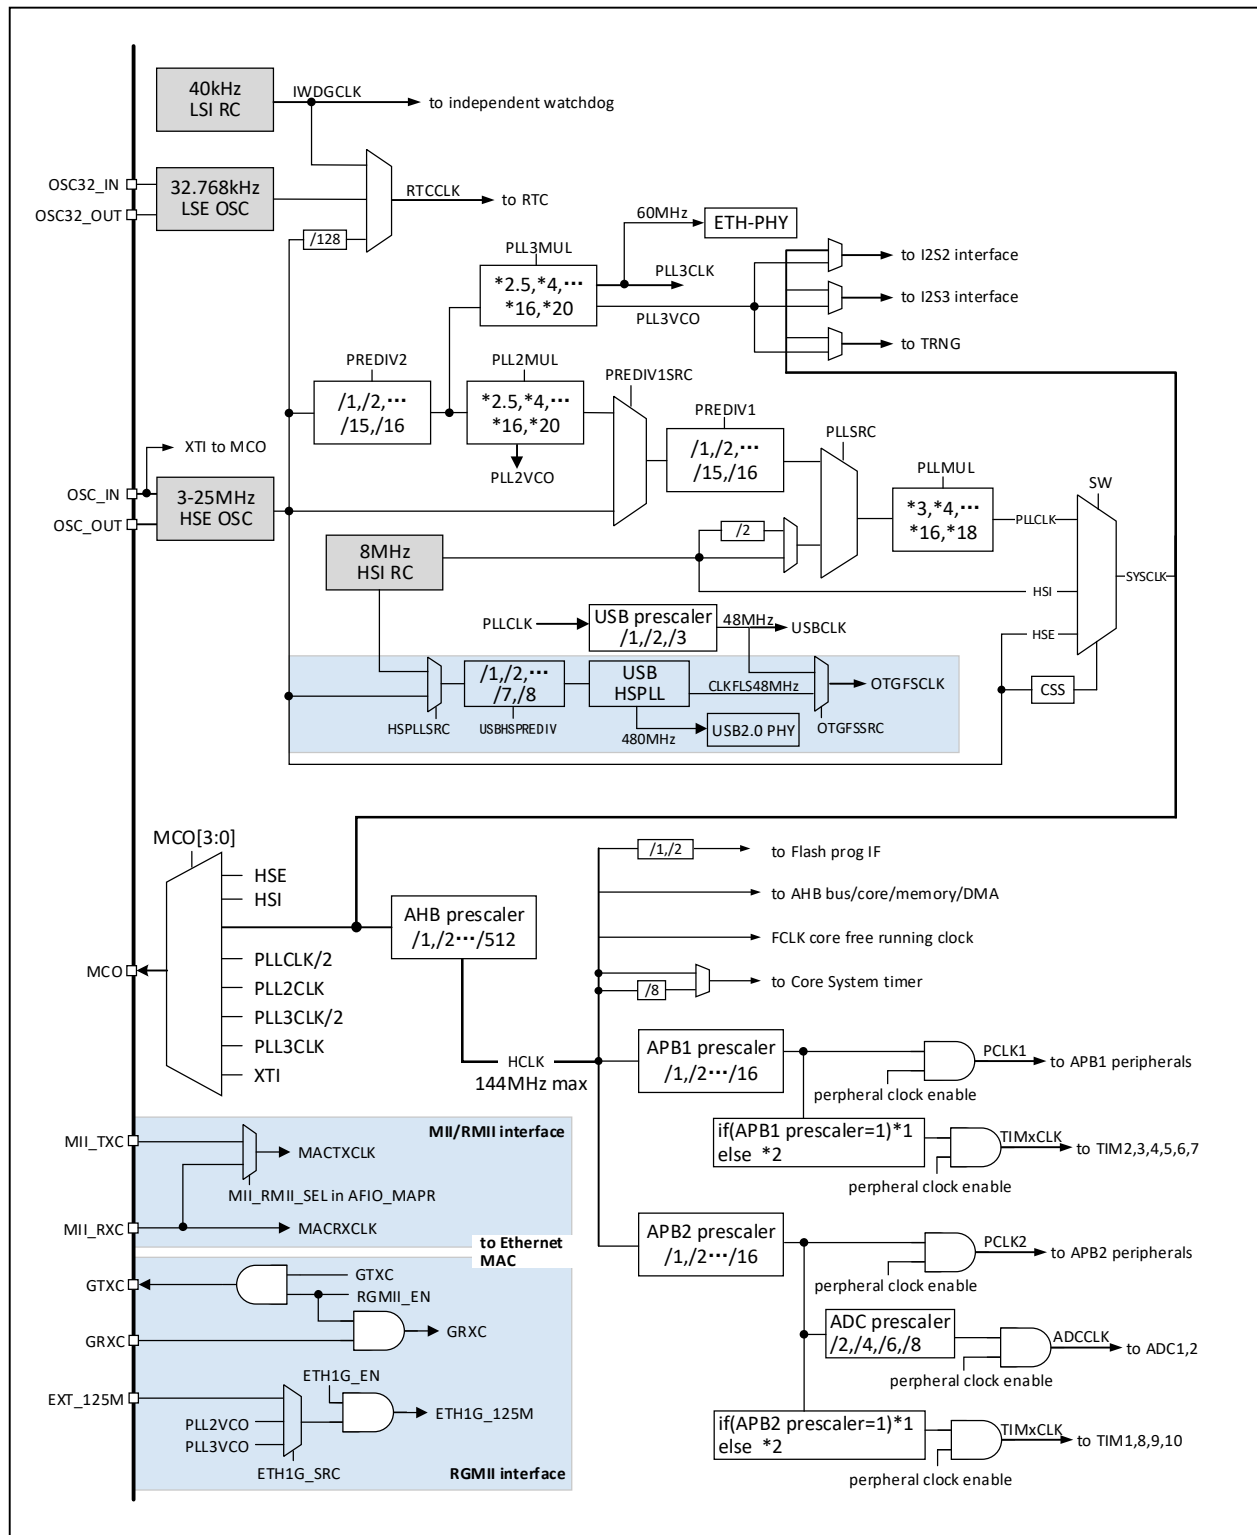 40kHz
LSI RC
IWDGCLK
to independent watchdog
OSC32_IN
OSC32_OUT
32.768kHz
LSE OSC
RTCCLK
to RTC
/128
60MHz
ETH-PHY
PLL3MUL
*2.5,*4,···
*16,*20
PLL3CLK
PLL3VCO
to I2S2 interface
to I2S3 interface
to TRNG
PREDIV2
/1,/2,···
/15,/16
PLL2MUL
*2.5,*4,···
*16,*20
PLL2VCO
PREDIV1SRC
PREDIV1
/1,/2,···
/15,/16
PLLSRC
PLLMUL
*3,*4,···
*16,*18
PLLCLK
SW
SYSCLK
XTI to MCO
OSC_IN
OSC_OUT
3-25MHz
HSE OSC
8MHz
HSI RC
/2
HSI
HSE
CSS
PLLCLK
USB prescaler
/1,/2,/3
48MHz
USBCLK
HSPLLSRC
/1,/2,···
/7,/8
USBHSPREDIV
USB
HSPLL
CLKFLS48MHz
480MHz
USB2.0 PHY
OTGFSSRC
OTGFSCLK
MCO[3:0]
HSE
HSI
PLLCLK/2
PLL2CLK
PLL3CLK/2
PLL3CLK
XTI
MCO
AHB prescaler
/1,/2···/512
HCLK
144MHz max
/1,/2
to Flash prog IF
to AHB bus/core/memory/DMA
FCLK core free running clock
/8
to Core System timer
APB1 prescaler
/1,/2···/16
PCLK1
to APB1 peripherals
perpheral clock enable
if(APB1 prescaler=1)*1
else *2
TIMxCLK
to TIM2,3,4,5,6,7
perpheral clock enable
APB2 prescaler
/1,/2···/16
PCLK2
to APB2 peripherals
perpheral clock enable
ADC prescaler
/2,/4,/6,/8
ADCCLK
to ADC1,2
perpheral clock enable
if(APB2 prescaler=1)*1
else *2
TIMxCLK
to TIM1,8,9,10
perpheral clock enable
MII/RMII interface
MII_TXC
MACTXCLK
MII_RMII_SEL in AFIO_MAPR
MII_RXC
MACRXCLK
to Ethernet
MAC
GTXC
GTXC
RGMII_EN
GRXC
GRXC
ETH1G_EN
EXT_125M
PLL2VCO
PLL3VCO
ETH1G_125M
ETH1G_SRC
RGMII interface